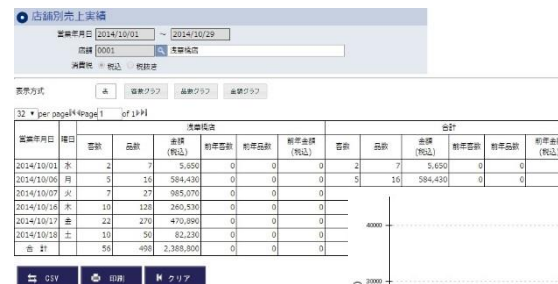 店舗別売上実績
営業年月日 2014/10/01 ~ 2014/10/29
店舗 0001 浅草橋店
消費税 税込 税抜き
表示方式 表 客数グラフ 品数グラフ 金額グラフ
32 per page Page 1 of 1
浅草橋店 合計
営業年月日 曜日 客数 品数 金額(税込) 前年客数 前年品数 前年金額(税込) 客数 品数 金額(税込) 前年客数 前年品数 前年金額(税込)
2014/10/01 水 2 7 5,650 0 0 0 2 7 5,650 0 0
2014/10/06 月 5 16 584,430 0 0 0 5 16 584,430 0 0
2014/10/07 火 7 27 985,070 0 0 0
2014/10/16 木 10 128 260,530 0 0 0
2014/10/17 金 22 270 470,890 0 0 0
2014/10/18 土 10 50 82,230 0 0 0
合 計 56 498 2,388,800 0 0 0
40000
30000
CSV 印刷 クリア